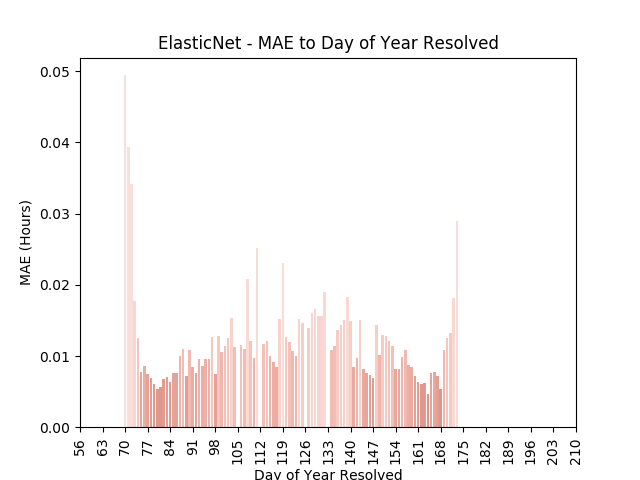 ElasticNet - MAE to Day of Year Resolved
0.05
0.04
0.03
0.02
0.01
0.00
MAE (Hours)
56 63 70 77 84 91 98 105 112 119 126 133 140 147 154 161 168 175 182 189 196 203 210
Day of Year Resolved